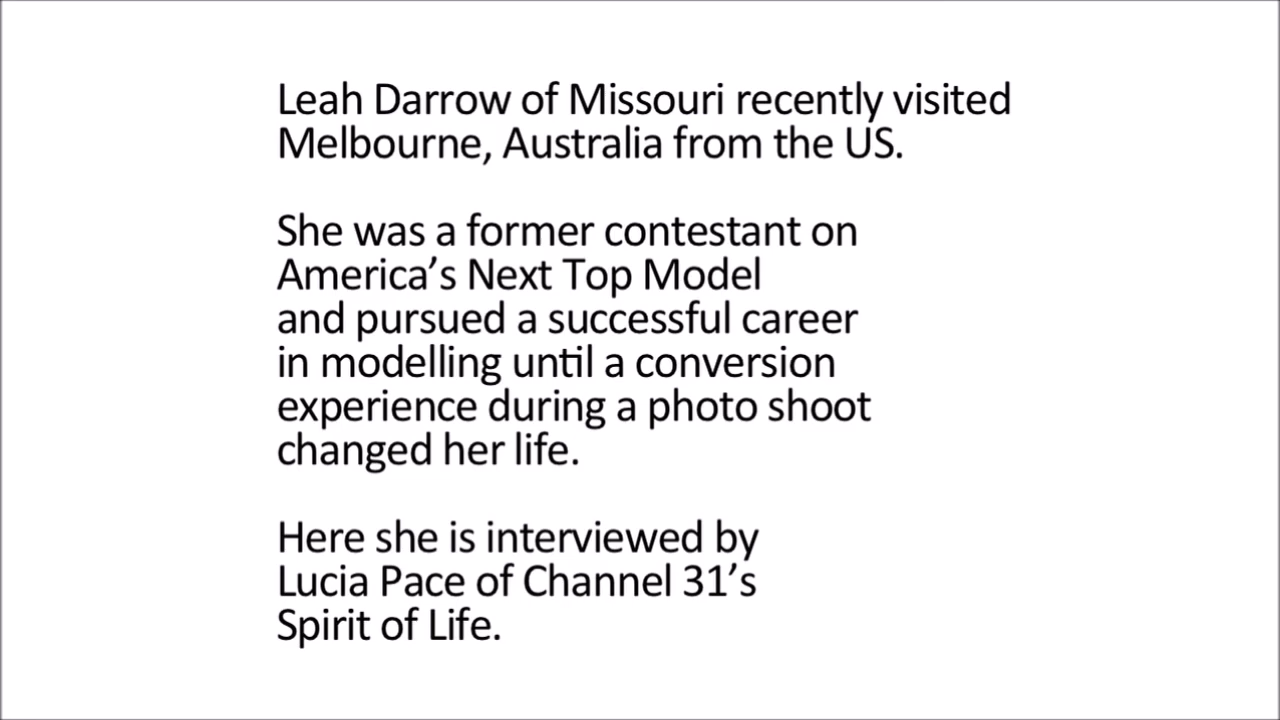 Leah Darrow of Missouri recently visited
Melbourne, Australia from the US.
She was a former contestant on
America’s Next Top Model
and pursued a successful career
in modelling until a conversion
experience during a photo shoot
changed her life.
Here she is interviewed by
Lucia Pace of Channel 31’s
Spirit of Life.